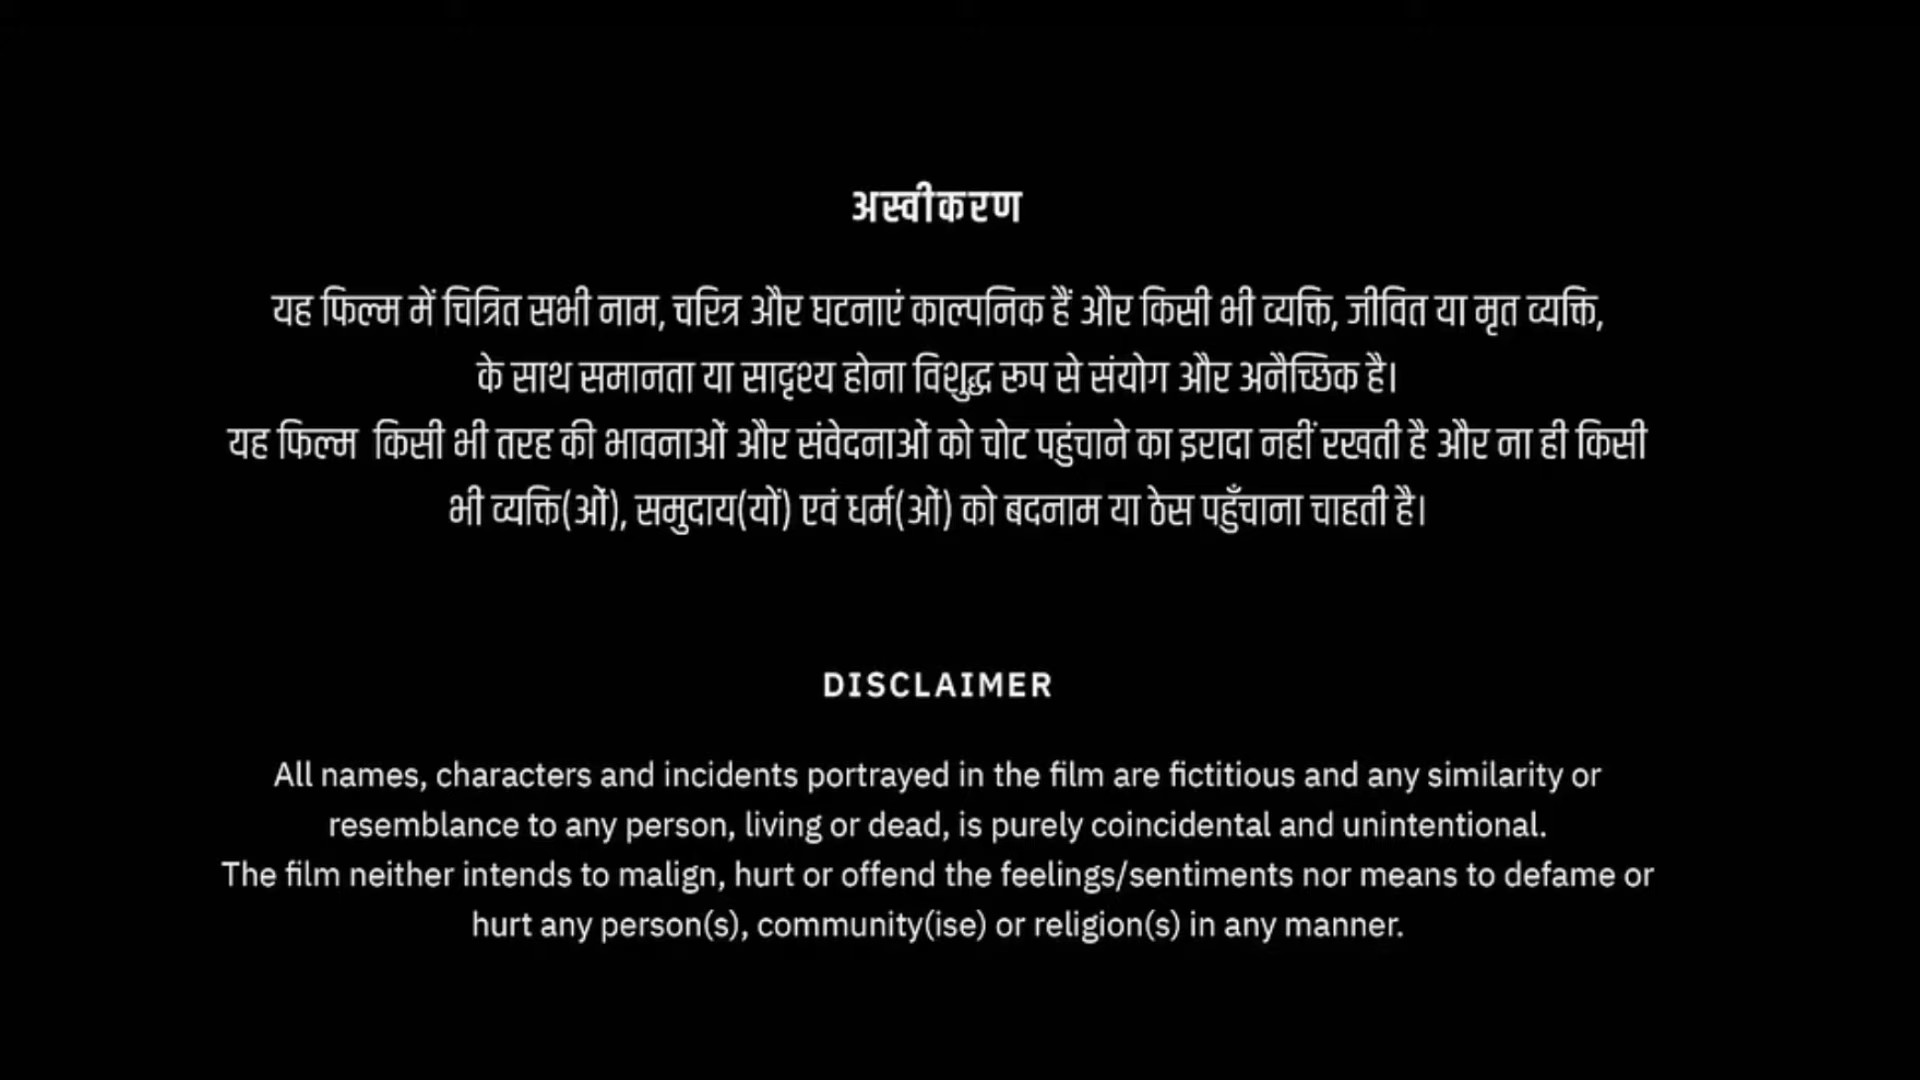 अस्वीकरण
यह फिल्म में चित्रित सभी नाम, चरित्र और घटनाएं काल्पनिक हैं और किसी भी व्यक्ति, जीवित या मृत व्यक्ति,
के साथ समानता या सादृश्य होना विशुद्ध रूप से संयोग और अनैच्छिक है।
यह फिल्म किसी भी तरह की भावनाओं और संवेदनाओं को चोट पहुंचाने का इरादा नहीं रखती है और ना ही किसी
भी व्यक्ति(ओं), समुदाय(यों) एवं धर्म(ओं) को बदनाम या ठेस पहुँचाना चाहती है।
DISCLAIMER
All names, characters and incidents portrayed in the film are fictitious and any similarity or
resemblance to any person, living or dead, is purely coincidental and unintentional.
The film neither intends to malign, hurt or offend the feelings/sentiments nor means to defame or
hurt any person(s), community(ise) or religion(s) in any manner.